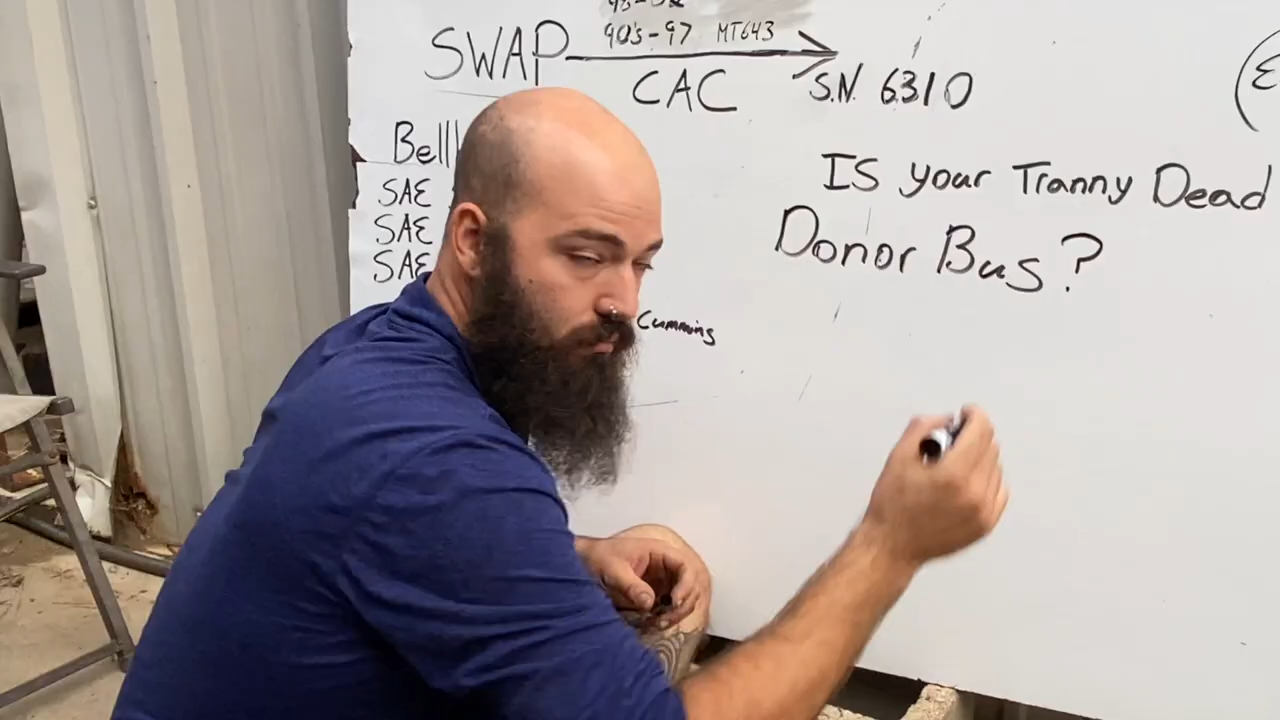 90's-97 MT643
SWAP
CAC
S.N. 6310
Bell
SAE
SAE
SAE
Is your Tranny Dead
Donor Bus?
Cummins